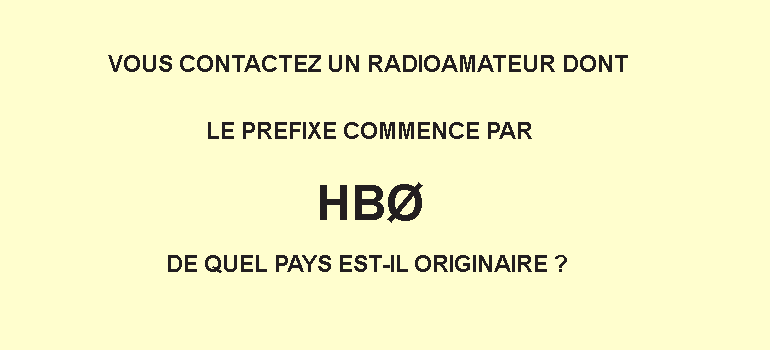 VOUS CONTACTEZ UN RADIOAMATEUR DONT
LE PREFIXE COMMENCE PAR
HBØ
DE QUEL PAYS EST-IL ORIGINAIRE ?